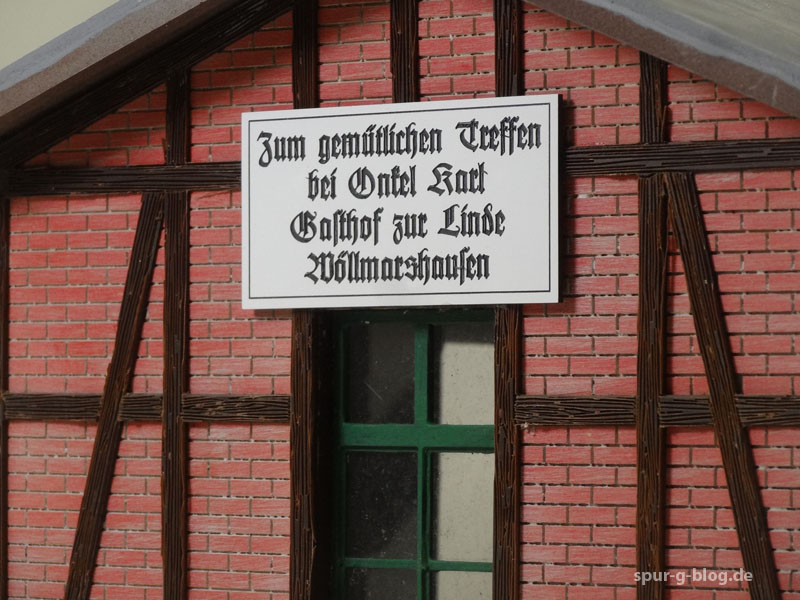 Zum gemütlichen Treffen
bei Onkel Karl
Gasthof zur Linde
Wöllmarshausen
spur-g-blog.de